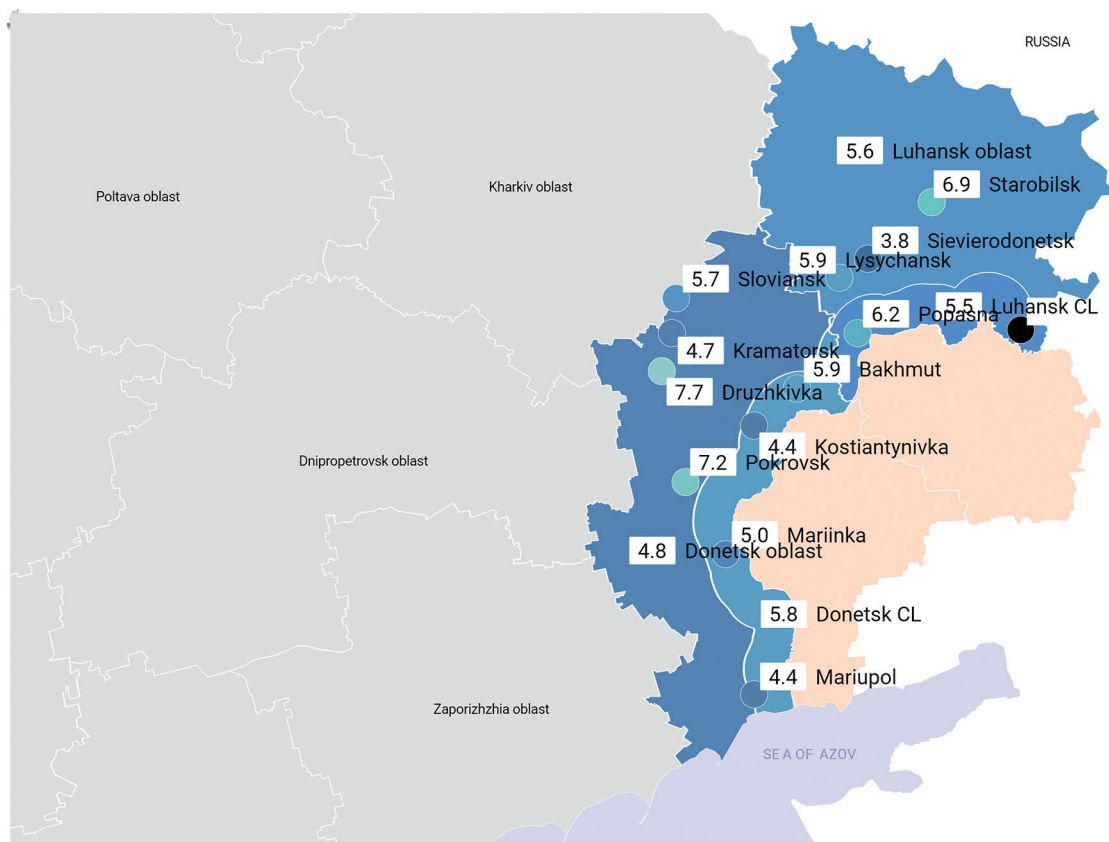 RUSSIA
5.6 Luhansk oblast
Poltava oblast
Kharkiv oblast
6.9 Starobilsk
3.8 Sievierodonetsk
5.9 Lysychansk
5.7 Sloviansk
5.5 Luhansk CL
6.2 Popasna
4.7 Kramatorsk
5.9 Bakhmut
7.7 Druzhkivka
4.4 Kostiantynivka
Dnipropetrovsk oblast
7.2 Pokrovsk
5.0 Mariinka
4.8 Donetsk oblast
5.8 Donetsk CL
4.4 Mariupol
Zaporizhzhia oblast
SEA OF AZOV